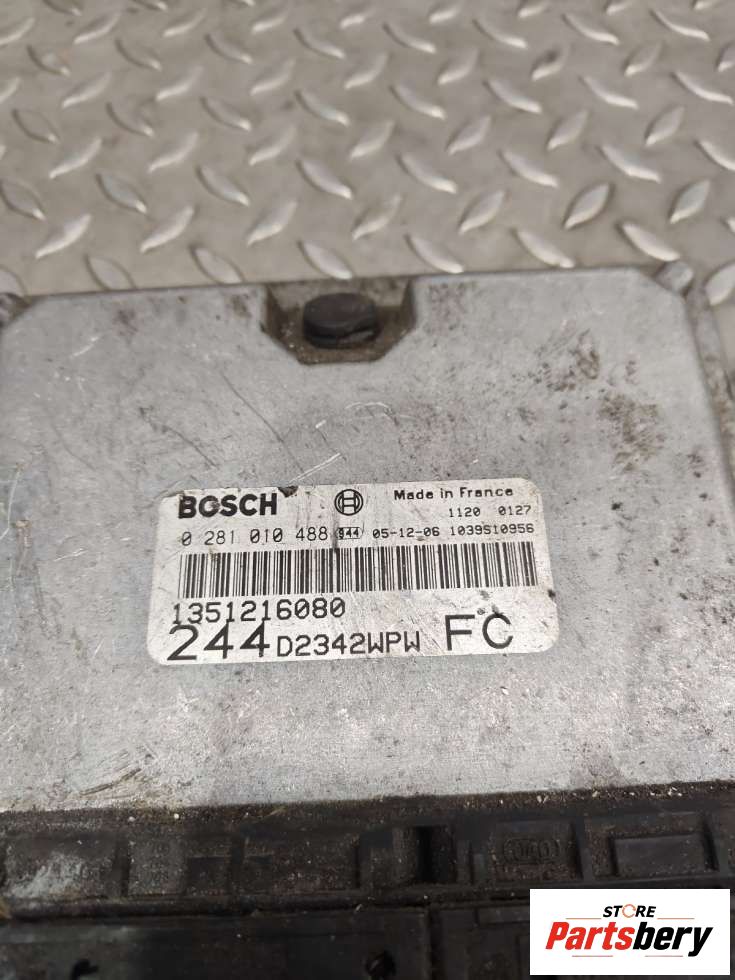 BOSCH Made in France
1120 0127
0 281 010 488 944 05-12-06 1039S10956
1351216080
244 D2342WPW FC
STORE
Partsbery